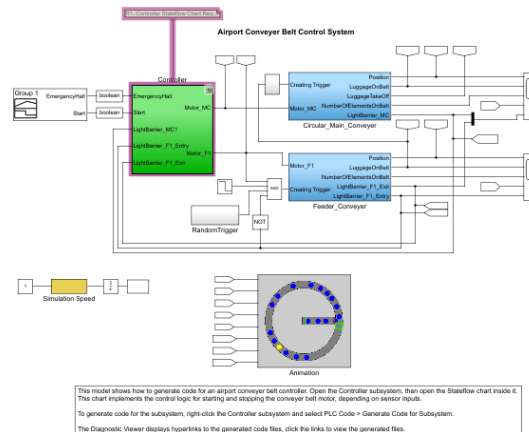 R1: Controller Stateflow Chart Req.
Airport Conveyer Belt Control System
Controller
Group 1
EmergencyHalt
boolean
EmergencyHalt
Start
boolean
Start
Motor_MC
LightBarrier_MC1
LightBarrier_F1_Entry
Motor_F1
LightBarrier_F1_Exit
Creating Trigger
Motor_MC
Position
LuggageOnBelt
LuggageTakeOff
NumberOfElementsOnBelt
LightBarrier_MC
Circular_Main_Conveyer
Motor_F1
Creating Trigger
Position
LuggageOnBelt
NumberOfElementsOnBelt
LightBarrier_F1_Exit
LightBarrier_F1_Entry
Feeder_Conveyer
RandomTrigger
NOT
1
Simulation Speed
Animation
This model shows how to generate code for an airport conveyer belt controller. Open the Controller subsystem, then open the Stateflow chart inside it.
This chart implements the control logic for starting and stopping the conveyer belt motor, depending on sensor inputs.
To generate code for the subsystem, right-click the Controller subsystem and select PLC Code > Generate Code for Subsystem.
The Diagnostic Viewer displays hyperlinks to the generated code files, click the links to view the generated files.